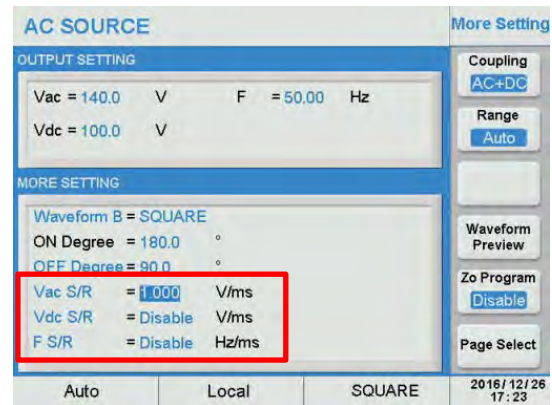 AC SOURCE
More Setting
OUTPUT SETTING
Vac = 140.0 V F = 50.00 Hz
Vdc = 100.0 V
MORE SETTING
Waveform B = SQUARE
ON Degree = 180.0 °
OFF Degree = 90.0 °
Vac S/R = 1.000 V/ms
Vdc S/R = Disable V/ms
F S/R = Disable Hz/ms
Coupling
AC+DC
Range
Auto
Waveform
Preview
Zo Program
Disable
Page Select
Auto Local SQUARE
2016/12/26
17:23